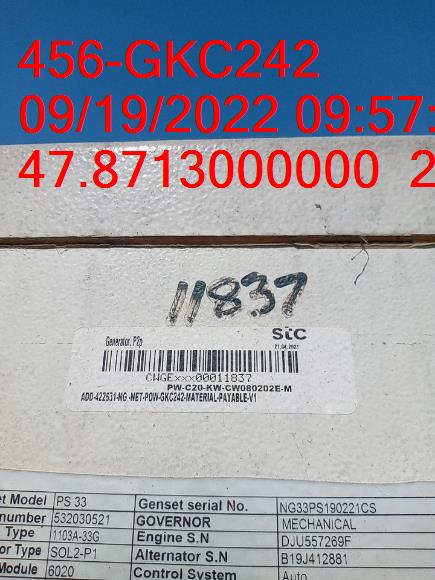 456-GKC242
09/19/2022 09:57:
47.8713000000 2
11837
Generator, P2p
stc
21.04.2021
CWGExxx00011837
PW-C20-KW-CW080202E-M
ADD-422531-NG -NET-POW-GKC242-MATERIAL-PAYABLE-V1
et Model PS 33 Genset serial No. NG33PS190221CS
number 532030521 GOVERNOR MECHANICAL
Type 1103A-33G Engine S.N DJU557269F
or Type SOL2-P1 Alternator S.N B19J412881
Module 6020 Control System Auto